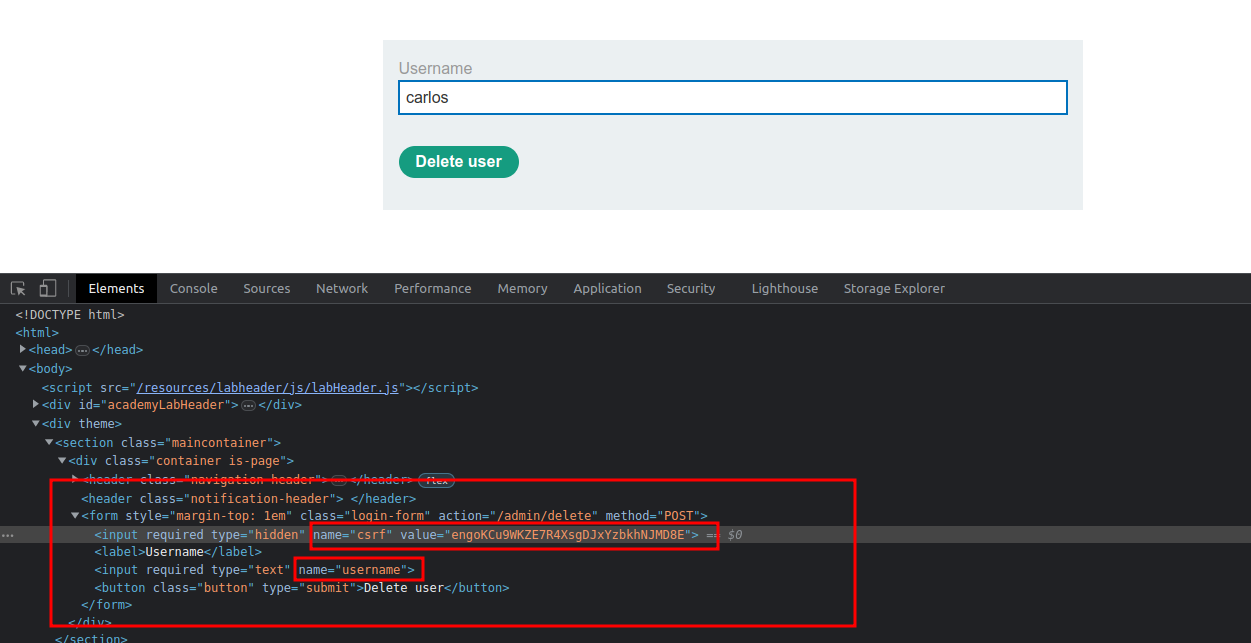 Username
carlos
Delete user
Elements Console Sources Network Performance Memory Application Security Lighthouse Storage Explorer
<!DOCTYPE html>
<html>
<head>…</head>
<body>
<script src="/resources/labheader/js/labHeader.js"></script>
<div id="academyLabHeader">…</div>
<div theme>
<section class="maincontainer">
<div class="container is-page">
<header class="navigation-header">…</header> flex
<header class="notification-header"> </header>
<form style="margin-top: 1em" class="login-form" action="/admin/delete" method="POST">
… <input required type="hidden" name="csrf" value="engoKCu9WKZE7R4XsgDJxYzbkhNJMD8E"> == $0
<label>Username</label>
<input required type="text" name="username">
<button class="button" type="submit">Delete user</button>
</form>
</div>
</section>